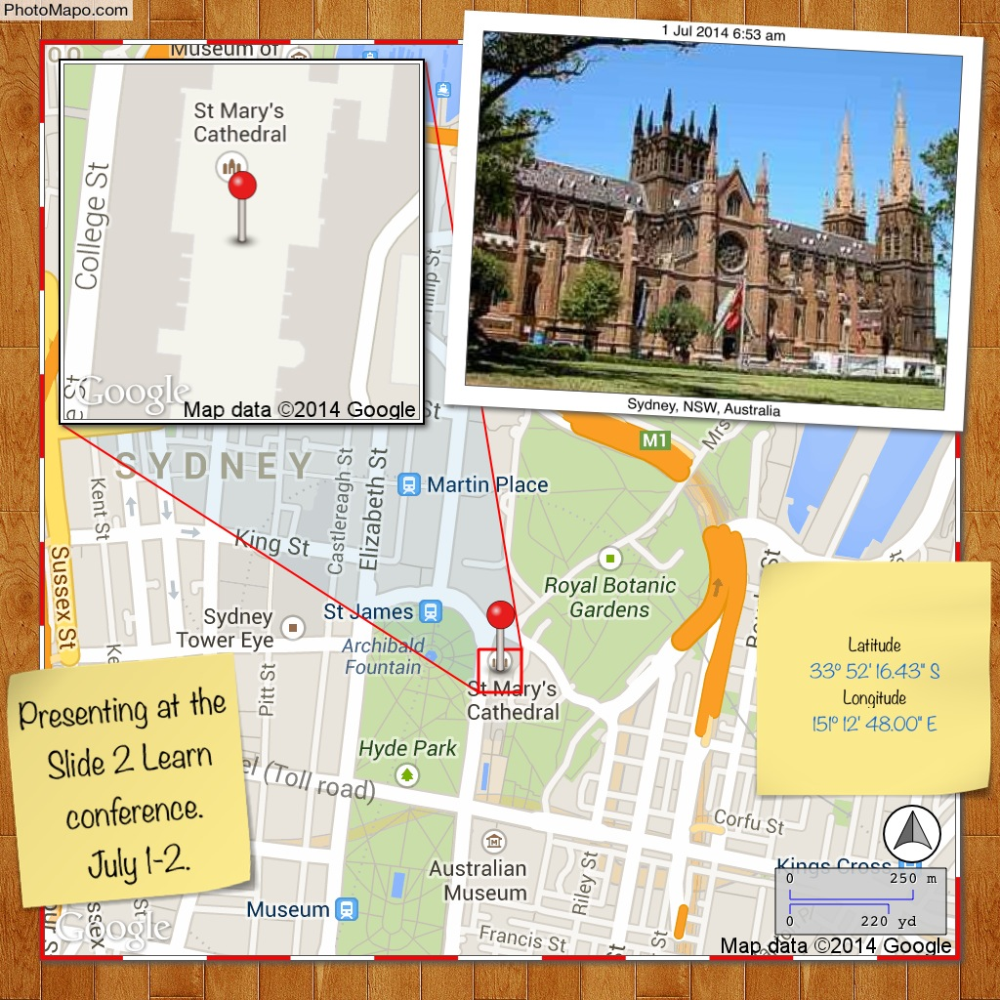 PhotoMapo.com
1 Jul 2014 6:53 am
Sydney, NSW, Australia
Museum of
St Mary's
Cathedral
College St
Google
Map data ©2014 Google
M1
Mrs
SYDNEY
Martin Place
Kent St
Castlereagh St
Elizabeth St
King St
Sussex St
Royal Botanic
Gardens
St James
Sydney
Tower Eye
Archibald
Fountain
Pitt St
St Mary's
Cathedral
Latitude
33° 52' 16.43" S
Longitude
151° 12' 48.00" E
Presenting at the
Slide 2 Learn
conference.
July 1-2.
Hyde Park
(Toll road)
Corfu St
Australian
Museum
Riley St
Kings Cross
0 250 m
0 220 yd
Museum
Francis St
Google
Map data ©2014 Google